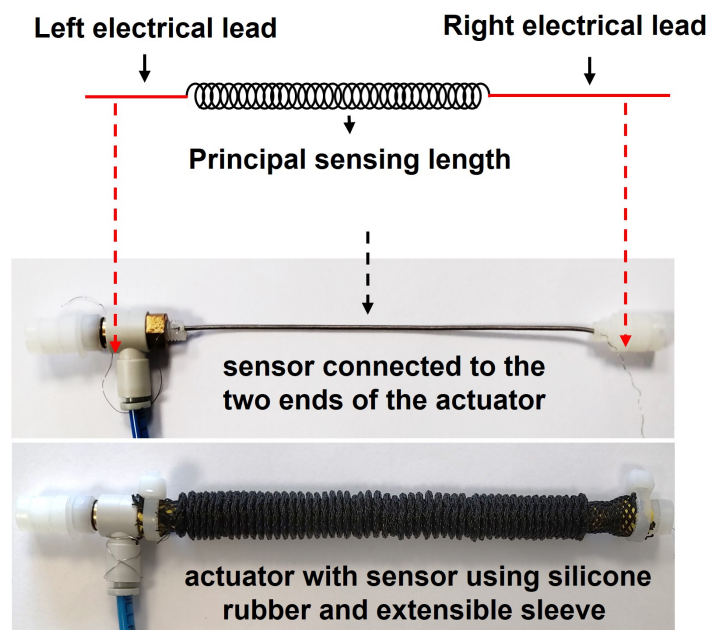 Left electrical lead
Right electrical lead
Principal sensing length
sensor connected to the
two ends of the actuator
actuator with sensor using silicone
rubber and extensible sleeve